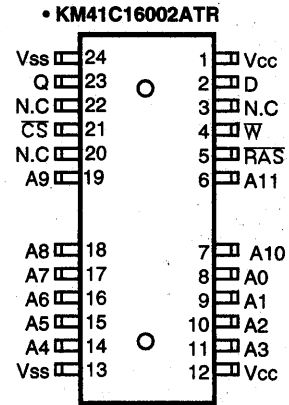 • KM41C16002ATR
Vss 24 1 Vcc
Q 23 2 D
N.C 22 3 N.C
C̅S̅ 21 4 W̅
N.C 20 5 R̅A̅S̅
A9 19 6 A11
A8 18 7 A10
A7 17 8 A0
A6 16 9 A1
A5 15 10 A2
A4 14 11 A3
Vss 13 12 Vcc